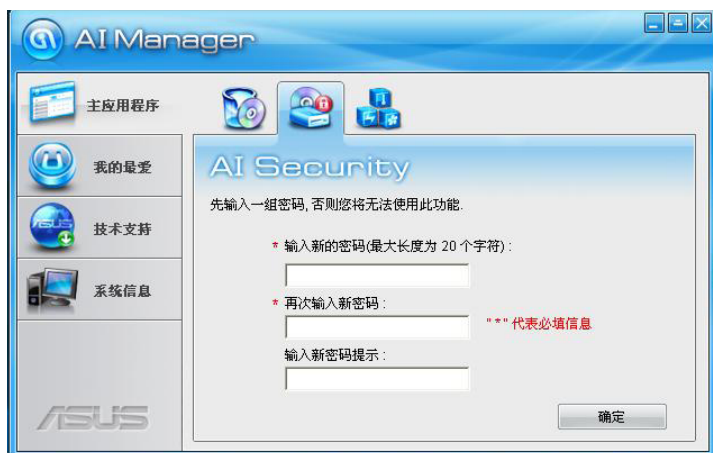 AI Manager
主应用程序
我的最爱
技术支持
系统信息
ASUS
AI Security
先输入一组密码, 否则您将无法使用此功能.
* 输入新的密码(最大长度为 20 个字符) :
* 再次输入新密码 :
"*" 代表必填信息
输入新密码提示 :
确定